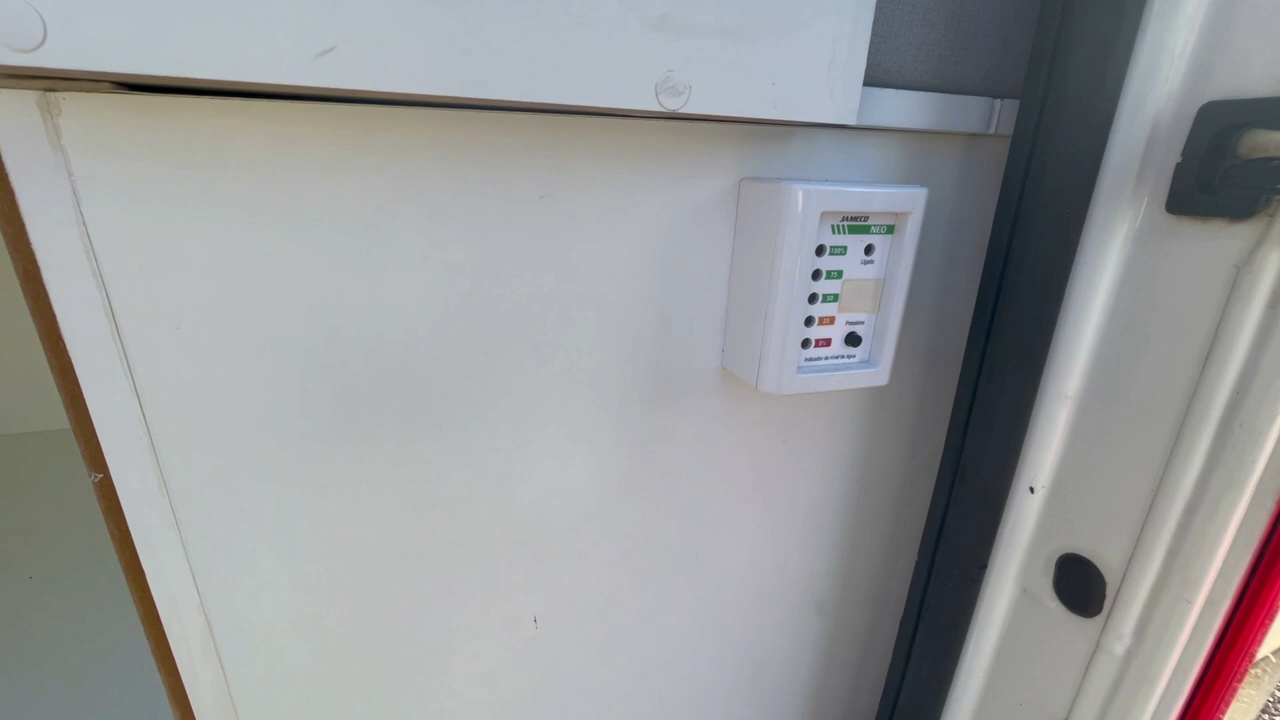 JAMECO
NEO
100%
Ligado
75
50
25
Pressione
0%
Indicador de nível de água